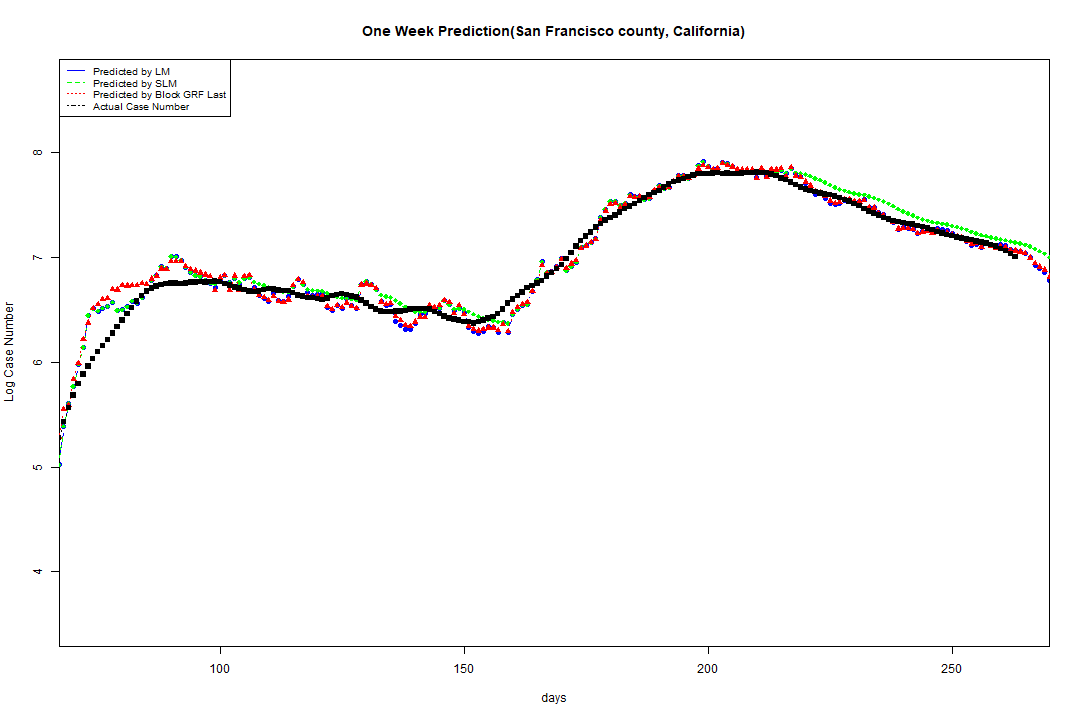 One Week Prediction(San Francisco county, California)
Predicted by LM
Predicted by SLM
Predicted by Block GRF Last
Actual Case Number
8
7
6
5
4
Log Case Number
100 150 200 250
days